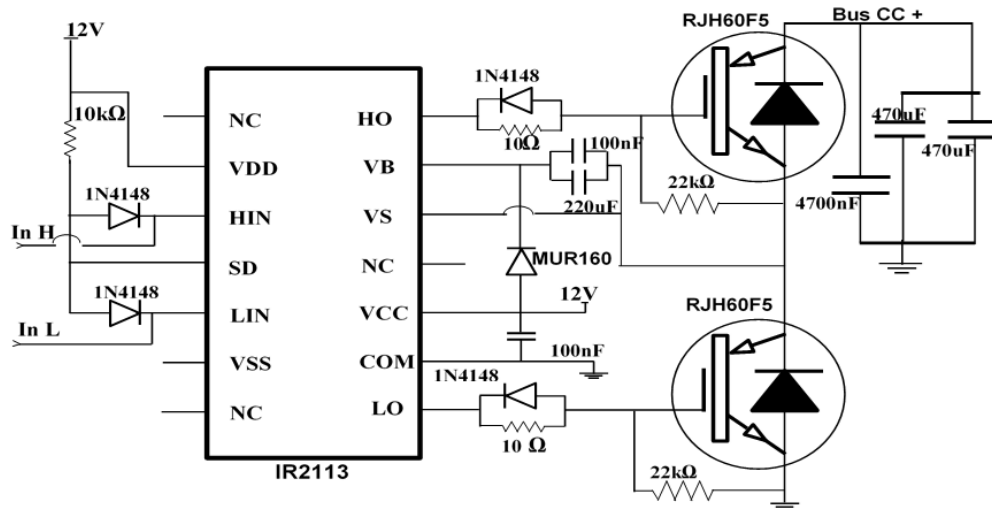 12V
10kΩ
1N4148
In H
1N4148
In L
NC
VDD
HIN
SD
LIN
VSS
NC
HO
VB
VS
NC
VCC
COM
LO
IR2113
1N4148
10Ω
100nF
220uF
MUR160
12V
100nF
1N4148
10 Ω
22kΩ
22kΩ
RJH60F5
RJH60F5
Bus CC +
4700nF
470uF
470uF